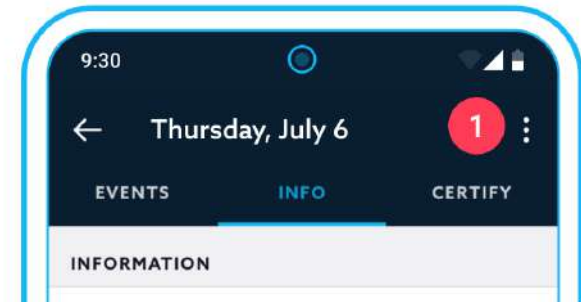 9:30
Thursday, July 6 1
EVENTS INFO CERTIFY
INFORMATION